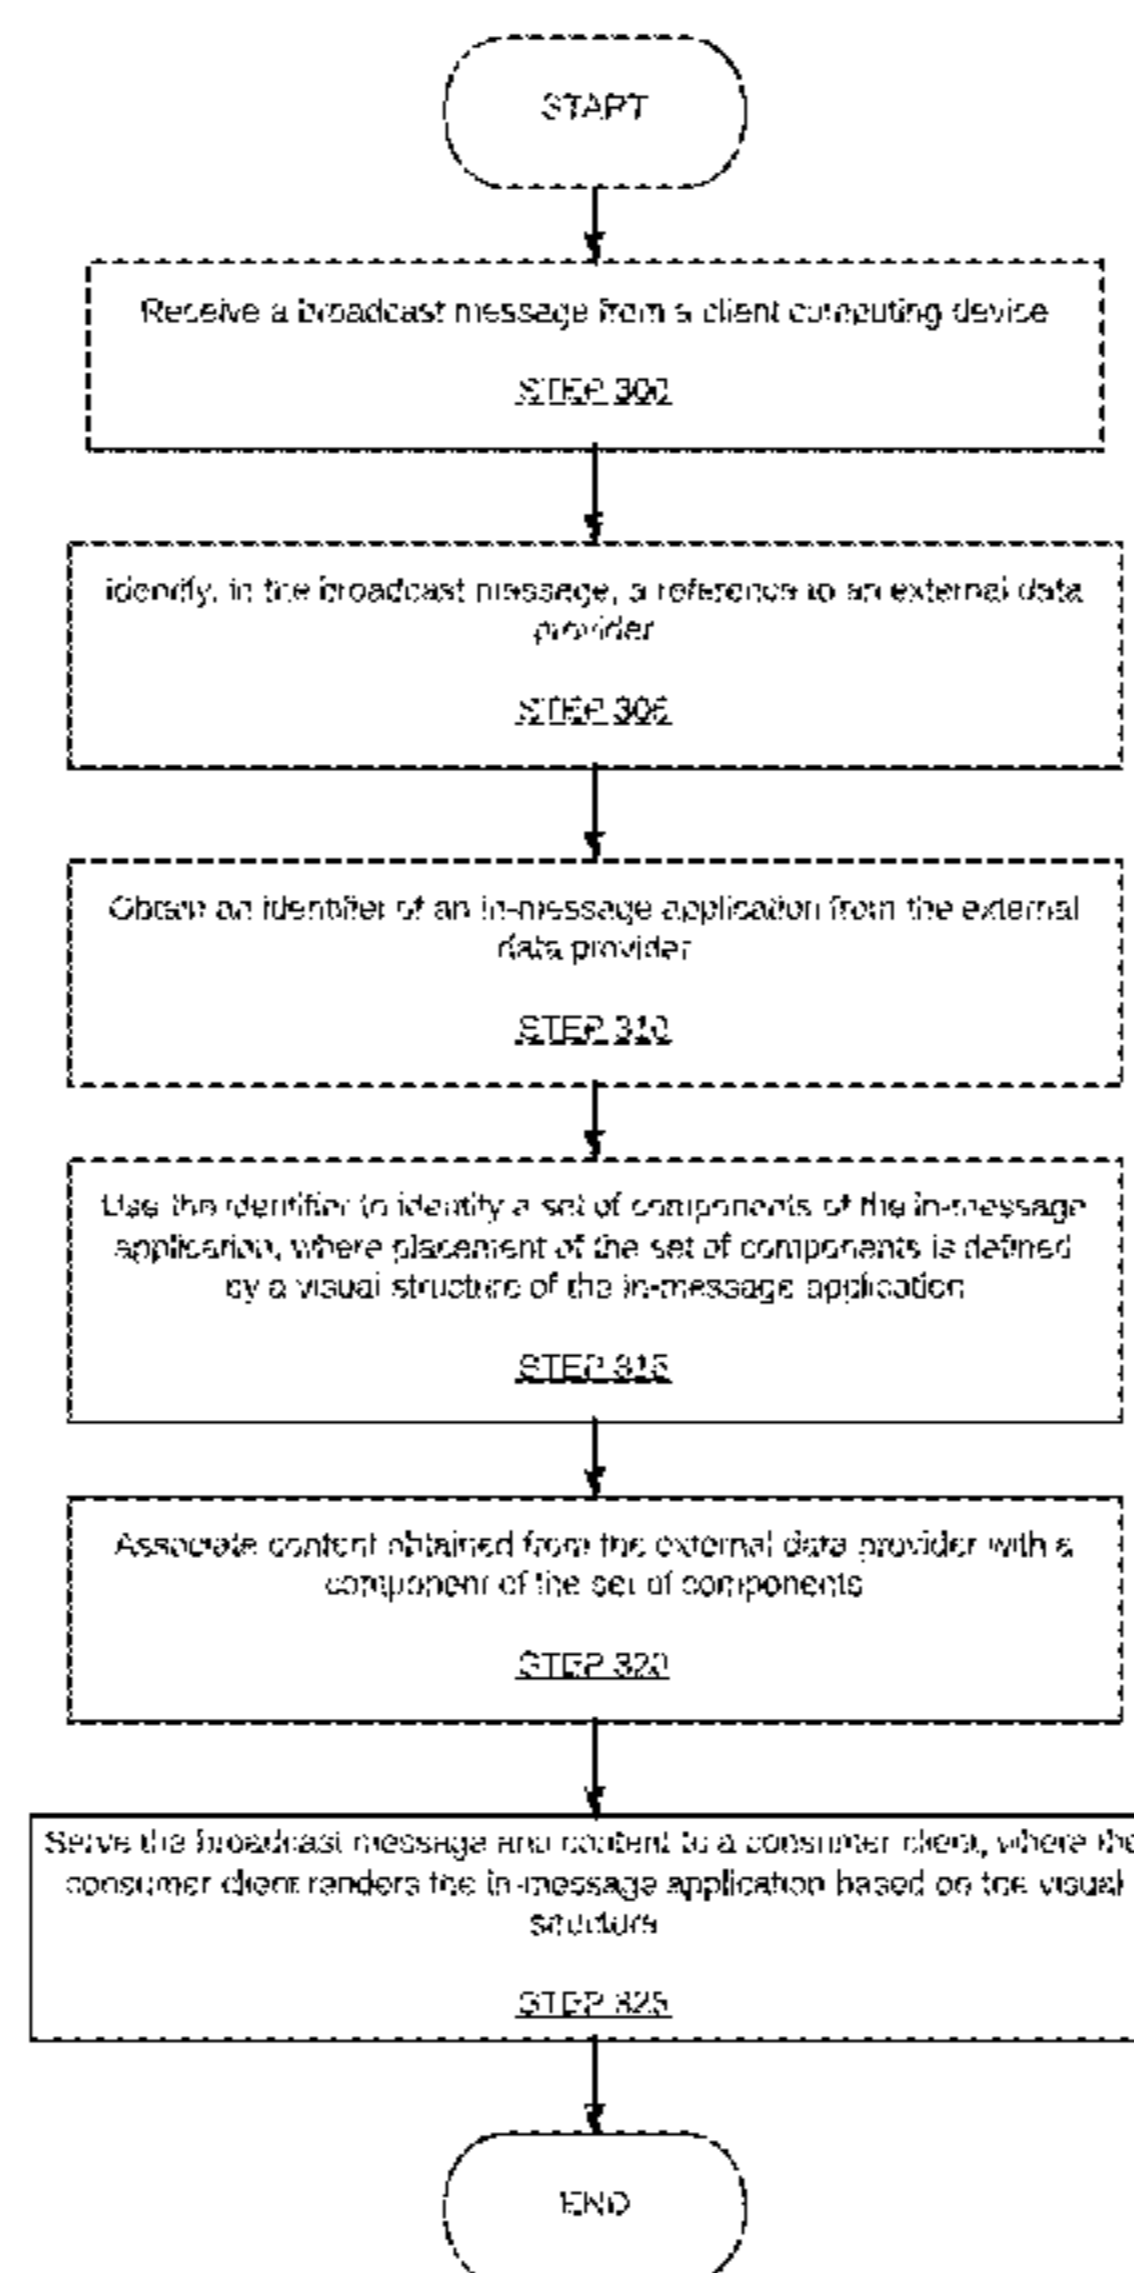 START
Receive a broadcast message from a client computing device
STEP 300
Identify, in the broadcast message, a reference to an external data
provider
STEP 305
Obtain an identifier of an in-message application from the external
data provider
STEP 310
Use the identifier to identify a set of components of the in-message
application, where placement of the set of components is defined
by a visual structure of the in-message application
STEP 315
Associate content obtained from the external data provider with a
component of the set of components
STEP 320
Serve the broadcast message and content to a consumer client, where the
consumer client renders the in-message application based on the visual
structure
STEP 325
END